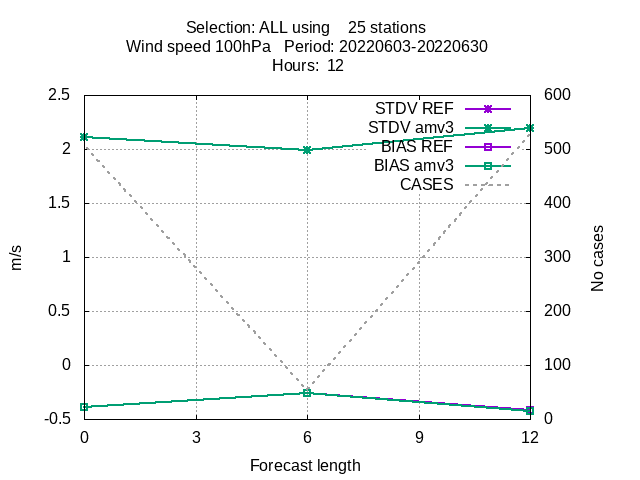 Selection: ALL using    25 stations
Wind speed 100hPa   Period: 20220603-20220630
Hours:  12
STDV REF
STDV amv3
BIAS REF
BIAS amv3
CASES
2.5
2
1.5
1
0.5
0
-0.5
600
500
400
300
200
100
0
m/s
No cases
0 3 6 9 12
Forecast length